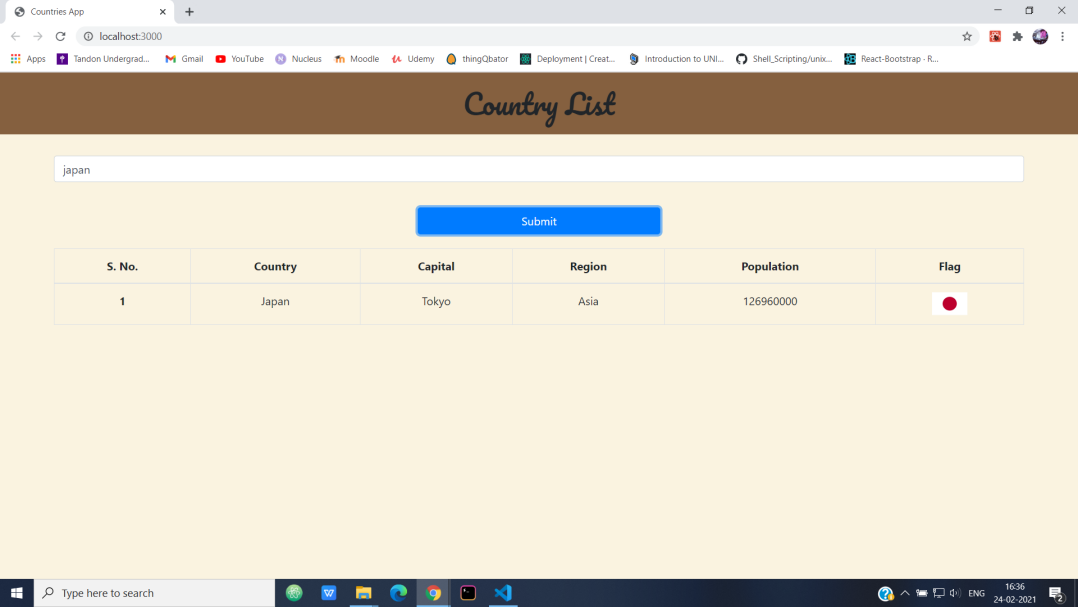 Countries App
localhost:3000
Apps Tandon Undergrad... Gmail YouTube Nucleus Moodle Udemy thingQbator Deployment | Creat... Introduction to UNI... Shell_Scripting/unix... React-Bootstrap · R...
Country List
japan
Submit
S. No. Country Capital Region Population Flag
1 Japan Tokyo Asia 126960000
Type here to search
ENG
16:36
24-02-2021
2